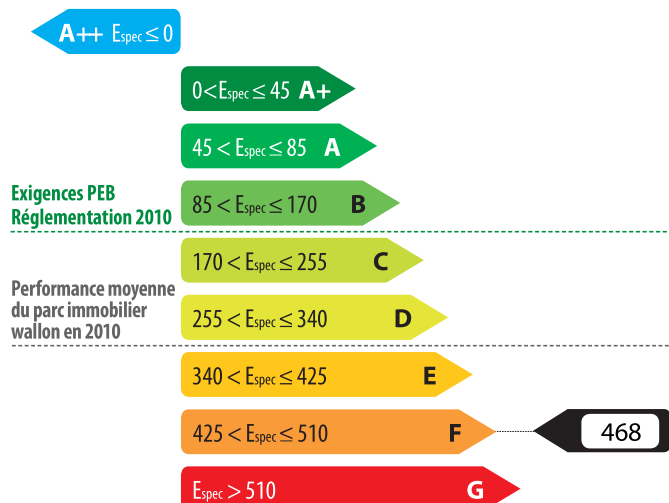 A++ Espec ≤ 0
0 < Espec ≤ 45 A+
45 < Espec ≤ 85 A
Exigences PEB
Réglementation 2010
85 < Espec ≤ 170 B
170 < Espec ≤ 255 C
Performance moyenne
du parc immobilier
wallon en 2010
255 < Espec ≤ 340 D
340 < Espec ≤ 425 E
425 < Espec ≤ 510 F
468
Espec > 510 G